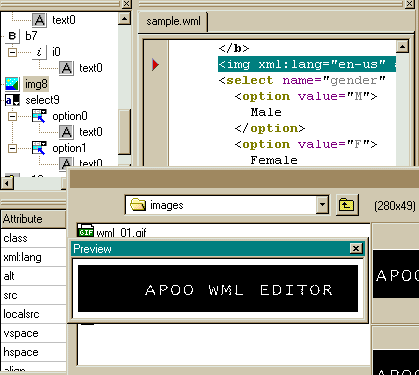 text0
b7
i0
text0
img8
select9
option0
text0
option1
text0
sample.wml
</b>
<img xml:lang="en-us"
<select name="gender"
<option value="M">
Male
</option>
<option value="F">
Female
images
(280x49)
wml_01.gif
Preview
APOO WML EDITOR
APOO
APOO
Attribute
class
xml:lang
alt
src
localsrc
vspace
hspace
align